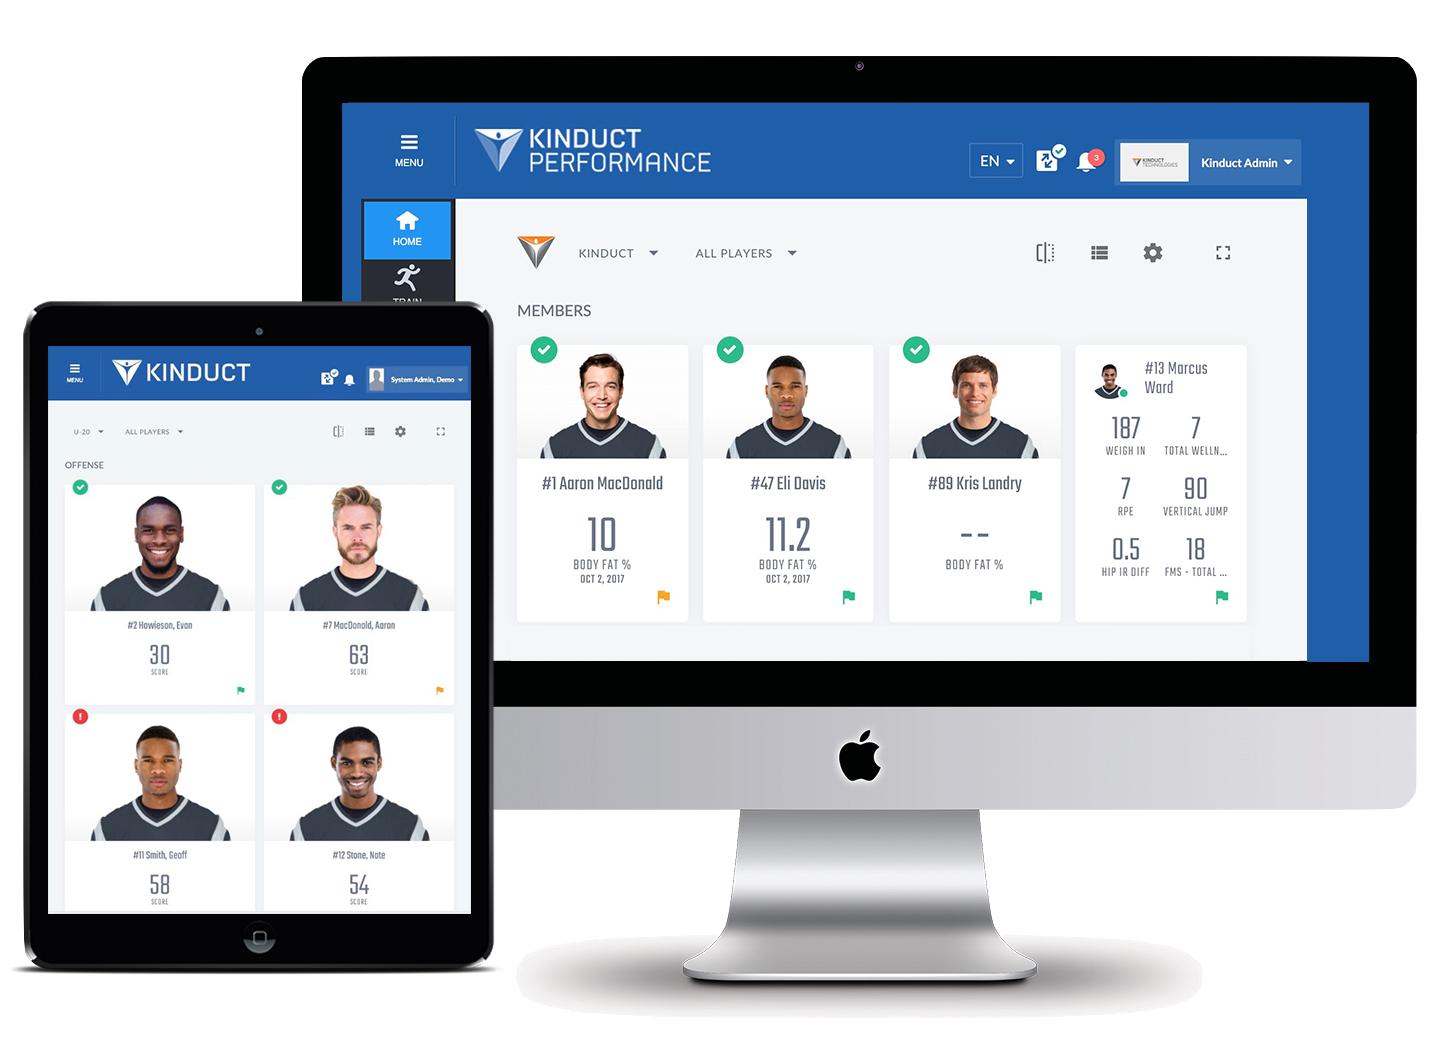 MENU
KINDUCT
PERFORMANCE
EN
3
KINDUCT
TECHNOLOGIES
Kinduct Admin
HOME
TRAIN
KINDUCT
ALL PLAYERS
MEMBERS
#1 Aaron MacDonald
10
BODY FAT %
OCT 2, 2017
#47 Eli Davis
11.2
BODY FAT %
OCT 2, 2017
#89 Kris Landry
--
BODY FAT %
#13 Marcus
Ward
187 7
WEIGH IN TOTAL WELLN...
7 90
RPE VERTICAL JUMP
0.5 18
HIP IR DIFF FMS - TOTAL ...
MENU
KINDUCT
System Admin, Demo
U-20
ALL PLAYERS
OFFENSE
#2 Howieson, Evan
30
SCORE
#7 MacDonald, Aaron
63
SCORE
#11 Smith, Geoff
58
SCORE
#12 Stone, Nate
54
SCORE